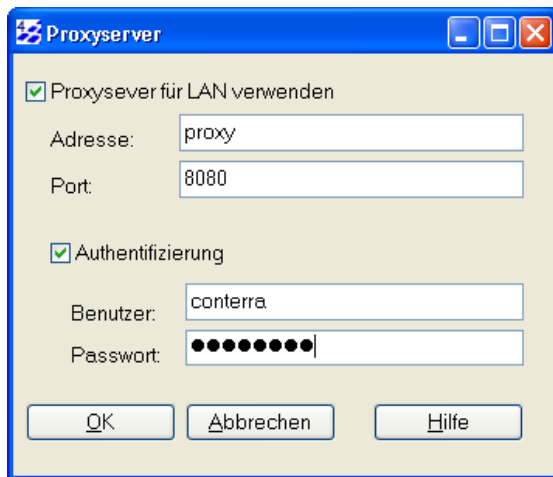 Proxyserver
Proxysever für LAN verwenden
Adresse: proxy
Port: 8080
Authentifizierung
Benutzer: conterra
Passwort: ●●●●●●●●
OK Abbrechen Hilfe